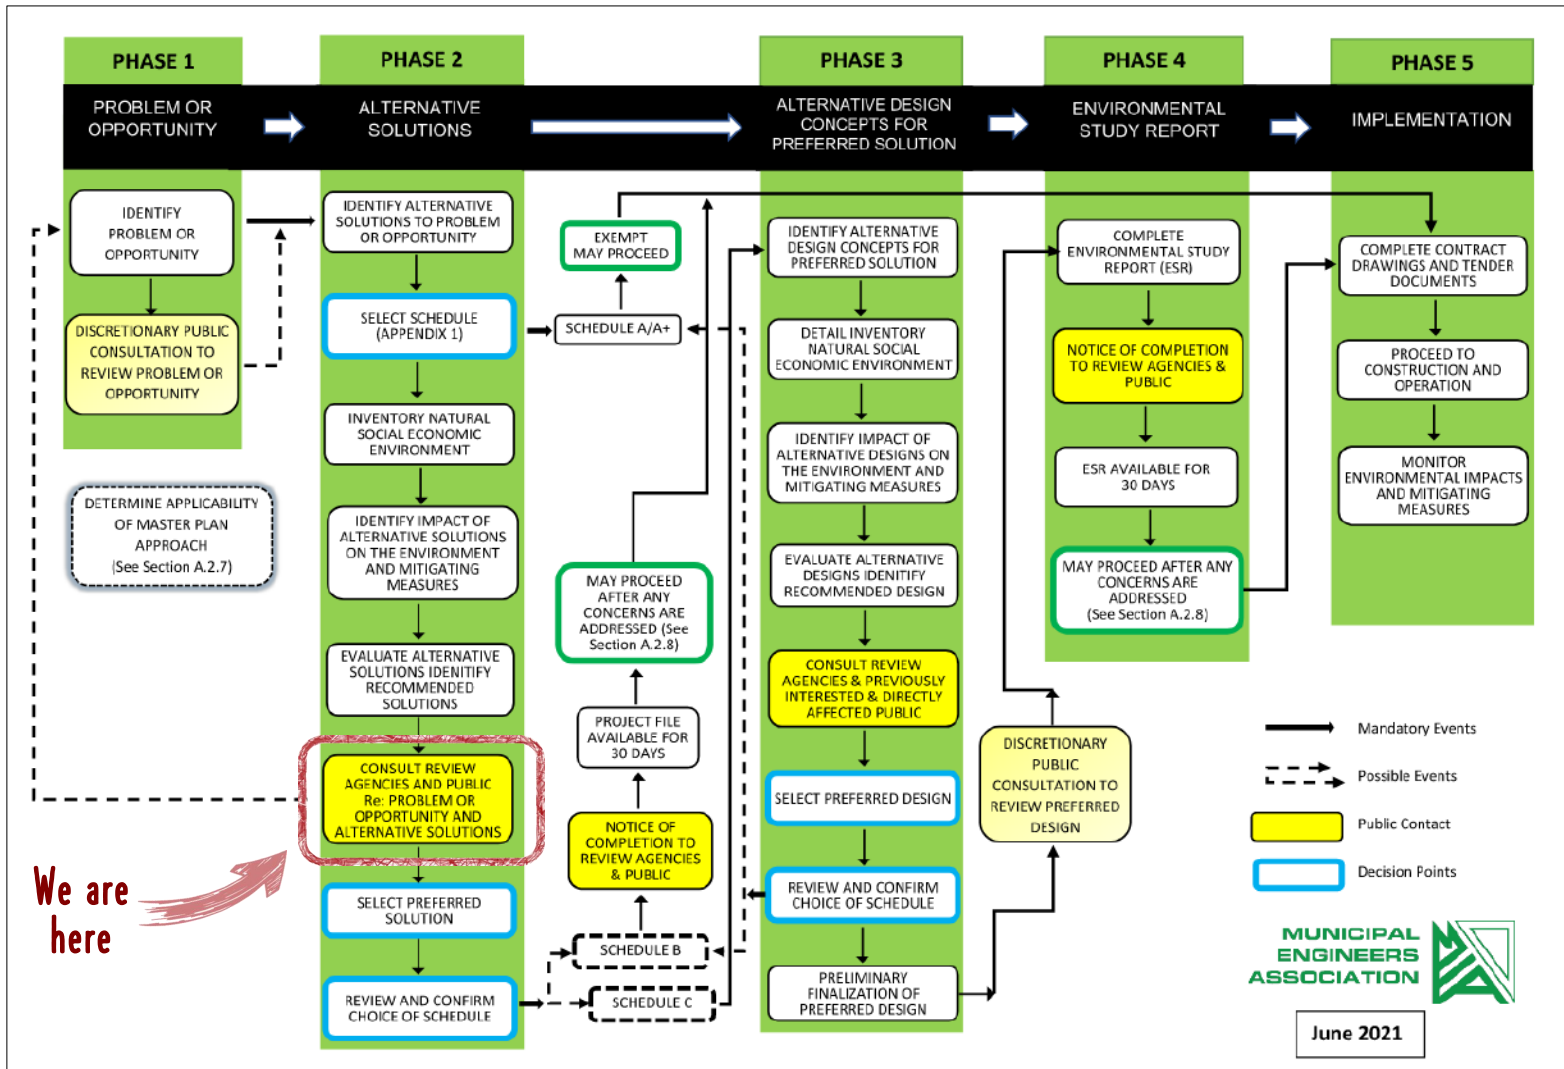 PHASE 1
PROBLEM OR
OPPORTUNITY
IDENTIFY
PROBLEM OR
OPPORTUNITY
DISCRETIONARY PUBLIC
CONSULTATION TO
REVIEW PROBLEM OR
OPPORTUNITY
DETERMINE APPLICABILITY
OF MASTER PLAN
APPROACH
(See Section A.2.7)
We are
here
PHASE 2
ALTERNATIVE
SOLUTIONS
IDENTIFY ALTERNATIVE
SOLUTIONS TO PROBLEM
OR OPPORTUNITY
SELECT SCHEDULE
(APPENDIX 1)
INVENTORY NATURAL
SOCIAL ECONOMIC
ENVIRONMENT
IDENTIFY IMPACT OF
ALTERNATIVE SOLUTIONS
ON THE ENVIRONMENT
AND MITIGATING
MEASURES
EVALUATE ALTERNATIVE
SOLUTIONS IDENTIFY
RECOMMENDED
SOLUTIONS
CONSULT REVIEW
AGENCIES AND PUBLIC
Re: PROBLEM OR
OPPORTUNITY AND
ALTERNATIVE SOLUTIONS
SELECT PREFERRED
SOLUTION
REVIEW AND CONFIRM
CHOICE OF SCHEDULE
EXEMPT
MAY PROCEED
SCHEDULE A/A+
MAY PROCEED
AFTER ANY
CONCERNS ARE
ADDRESSED (See
Section A.2.8)
PROJECT FILE
AVAILABLE FOR
30 DAYS
NOTICE OF
COMPLETION TO
REVIEW AGENCIES
& PUBLIC
SCHEDULE B
SCHEDULE C
PHASE 3
ALTERNATIVE DESIGN
CONCEPTS FOR
PREFERRED SOLUTION
IDENTIFY ALTERNATIVE
DESIGN CONCEPTS FOR
PREFERRED SOLUTION
DETAIL INVENTORY
NATURAL SOCIAL
ECONOMIC ENVIRONMENT
IDENTIFY IMPACT OF
ALTERNATIVE DESIGNS ON
THE ENVIRONMENT AND
MITIGATING MEASURES
EVALUATE ALTERNATIVE
DESIGNS IDENTIFY
RECOMMENDED DESIGN
CONSULT REVIEW
AGENCIES & PREVIOUSLY
INTERESTED & DIRECTLY
AFFECTED PUBLIC
SELECT PREFERRED DESIGN
REVIEW AND CONFIRM
CHOICE OF SCHEDULE
PRELIMINARY
FINALIZATION OF
PREFERRED DESIGN
DISCRETIONARY
PUBLIC
CONSULTATION TO
REVIEW PREFERRED
DESIGN
PHASE 4
ENVIRONMENTAL
STUDY REPORT
COMPLETE
ENVIRONMENTAL STUDY
REPORT (ESR)
NOTICE OF COMPLETION
TO REVIEW AGENCIES &
PUBLIC
ESR AVAILABLE FOR
30 DAYS
MAY PROCEED AFTER ANY
CONCERNS ARE
ADDRESSED
(See Section A.2.8)
PHASE 5
IMPLEMENTATION
COMPLETE CONTRACT
DRAWINGS AND TENDER
DOCUMENTS
PROCEED TO
CONSTRUCTION AND
OPERATION
MONITOR
ENVIRONMENTAL IMPACTS
AND MITIGATING
MEASURES
Mandatory Events
Possible Events
Public Contact
Decision Points
MUNICIPAL
ENGINEERS
ASSOCIATION
MEA
June 2021